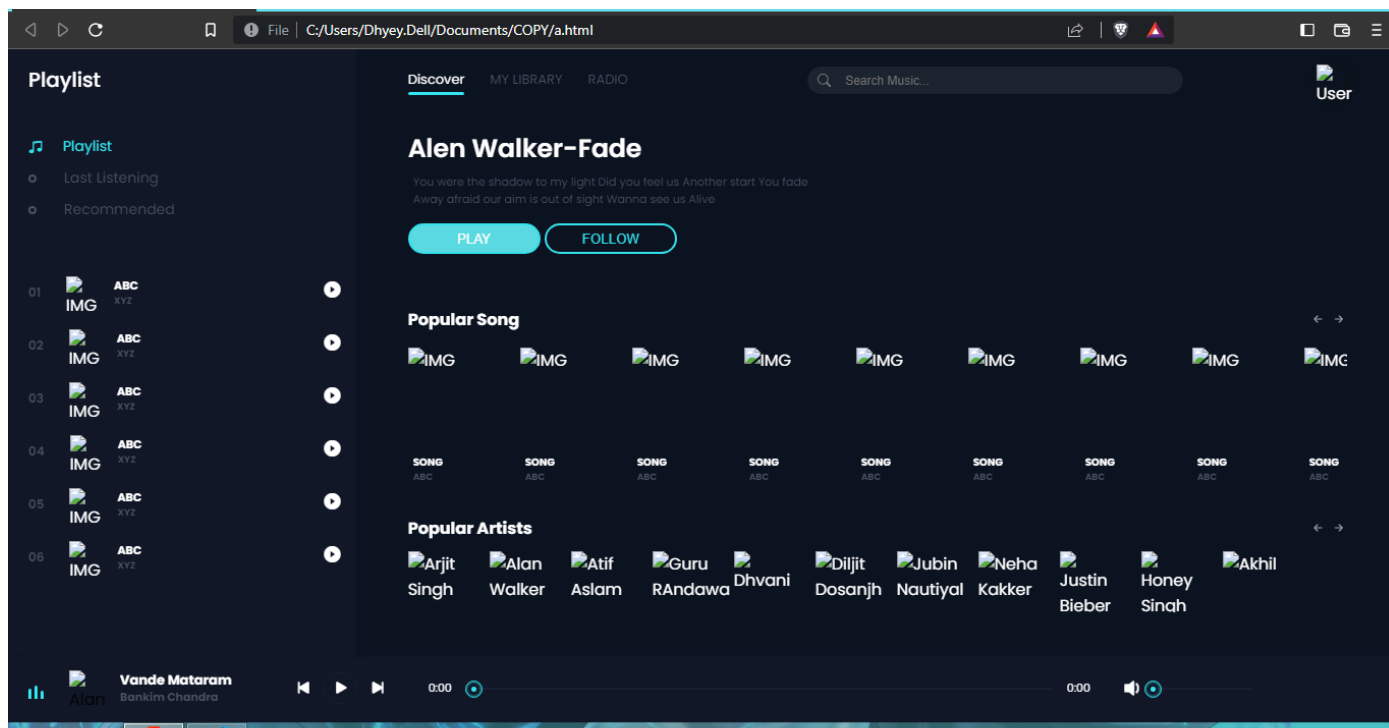 File | C:/Users/Dhyey.Dell/Documents/COPY/a.html
Playlist
Discover MY LIBRARY RADIO
Search Music...
User
Playlist
Last Listening
Recommended
Alen Walker-Fade
You were the shadow to my light Did you feel us Another start You fade
Away afraid our aim is out of sight Wanna see us Alive
PLAY FOLLOW
01 IMG ABC
XYZ
02 IMG ABC
XYZ
03 IMG ABC
XYZ
04 IMG ABC
XYZ
05 IMG ABC
XYZ
06 IMG ABC
XYZ
Popular Song
IMG IMG IMG IMG IMG IMG IMG IMG IMG
SONG SONG SONG SONG SONG SONG SONG SONG SONG
ABC ABC ABC ABC ABC ABC ABC ABC ABC
Popular Artists
Arjit Singh
Alan Walker
Atif Aslam
Guru RAndawa
Dhvani
Diljit Dosanjh
Jubin Nautiyal
Neha Kakker
Justin Bieber
Honey Singh
Akhil
Alan
Vande Mataram
Bankim Chandra
0:00 0:00